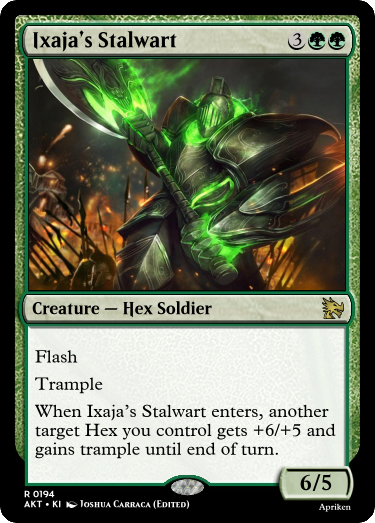 Ixaja's Stalwart 3
Creature — Hex Soldier
Flash
Trample
When Ixaja's Stalwart enters, another
target Hex you control gets +6/+5 and
gains trample until end of turn.
6/5
R 0194
AKT • KI Joshua Carraca (Edited)
Apriken